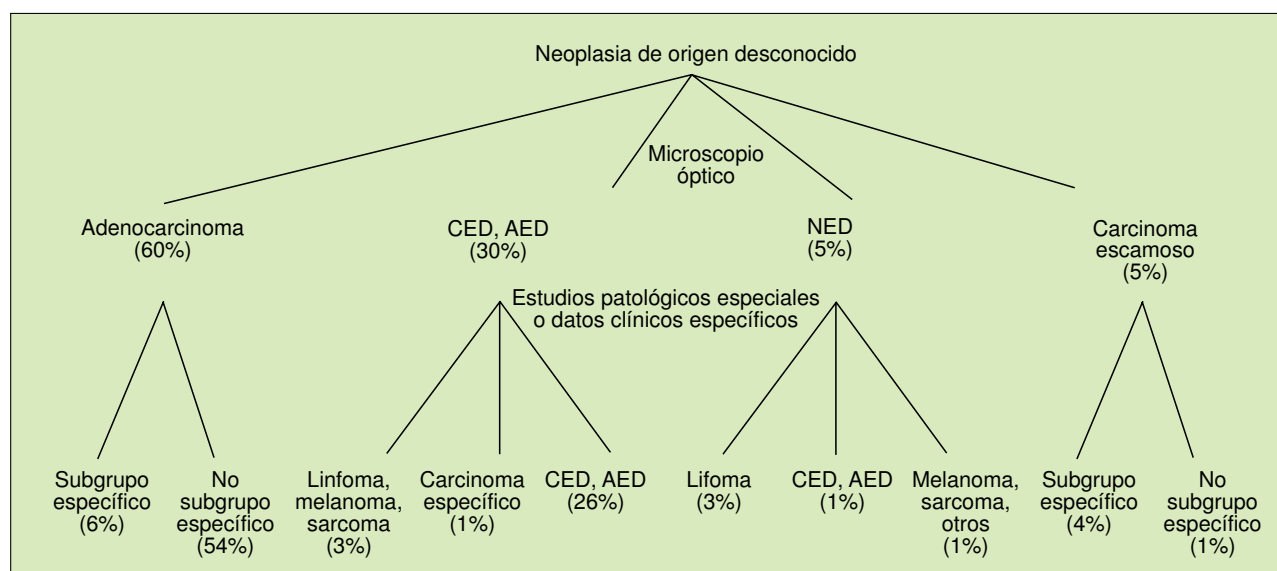 Neoplasia de origen desconocido
Microscopio
óptico
Adenocarcinoma
(60%)
CED, AED
(30%)
NED
(5%)
Carcinoma
escamoso
(5%)
Estudios patológicos especiales
o datos clínicos específicos
Subgrupo
específico
(6%)
No
subgrupo
específico
(54%)
Linfoma,
melanoma,
sarcoma
(3%)
Carcinoma
específico
(1%)
CED, AED
(26%)
Lifoma
(3%)
CED, AED
(1%)
Melanoma,
sarcoma,
otros
(1%)
Subgrupo
específico
(4%)
No
subgrupo
específico
(1%)